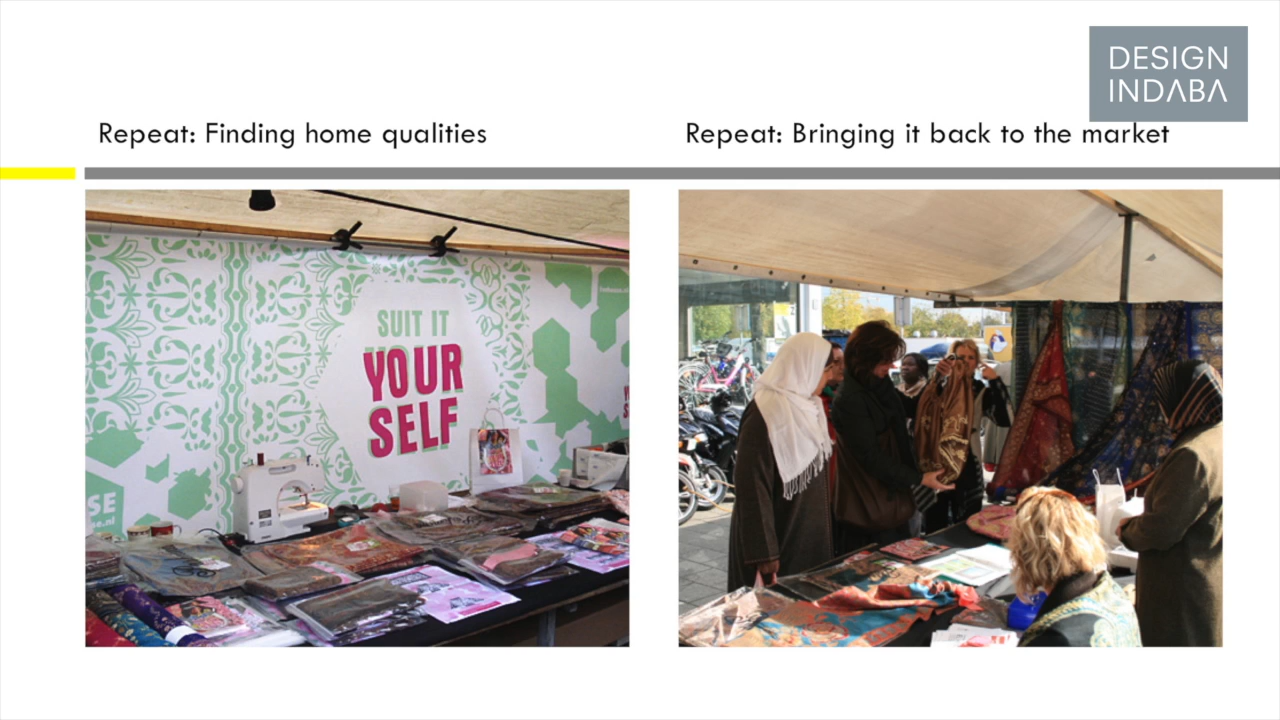 DESIGN
INDABA
Repeat: Finding home qualities
Repeat: Bringing it back to the market
SUIT IT
YOUR
SELF